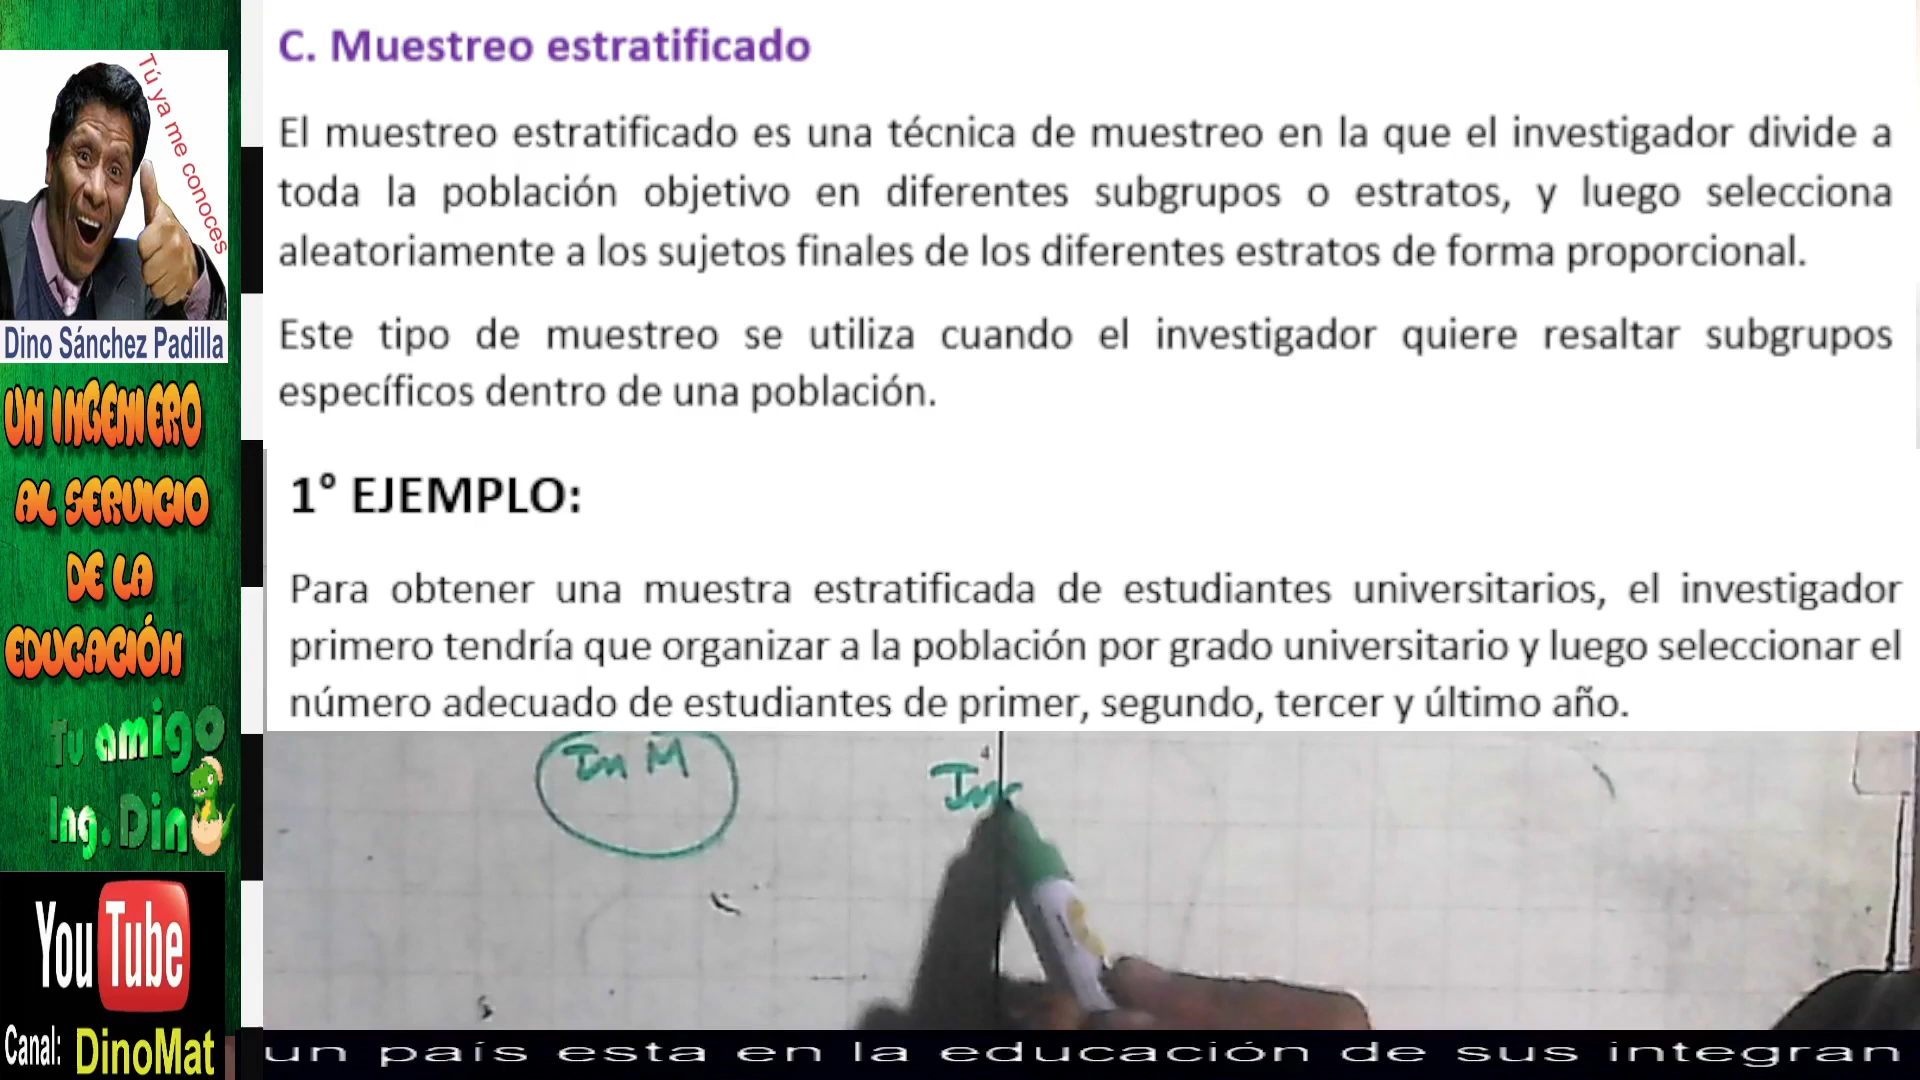 C. Muestreo estratificado
El muestreo estratificado es una técnica de muestreo en la que el investigador divide a
toda la población objetivo en diferentes subgrupos o estratos, y luego selecciona
aleatoriamente a los sujetos finales de los diferentes estratos de forma proporcional.
Este tipo de muestreo se utiliza cuando el investigador quiere resaltar subgrupos
específicos dentro de una población.
1° EJEMPLO:
Para obtener una muestra estratificada de estudiantes universitarios, el investigador
primero tendría que organizar a la población por grado universitario y luego seleccionar el
número adecuado de estudiantes de primer, segundo, tercer y último año.
In M
Tú ya me conoces
Dino Sánchez Padilla
UN INGENIERO
AL SERVICIO
DE LA
EDUCACIÓN
Tu amigo
Ing. Dino
YouTube
Canal: DinoMat
un país esta en la educación de sus integran